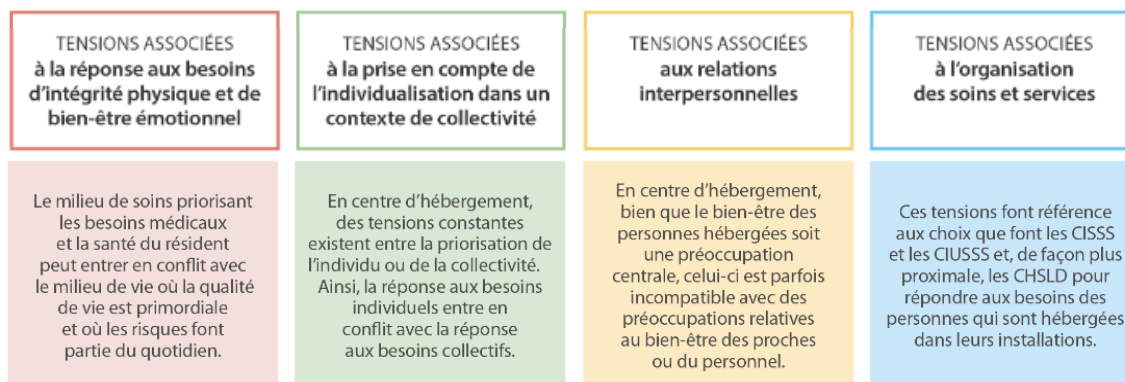 TENSIONS ASSOCIÉES
à la réponse aux besoins
d'intégrité physique et de
bien-être émotionnel
Le milieu de soins priorisant
les besoins médicaux
et la santé du résident
peut entrer en conflit avec
le milieu de vie où la qualité
de vie est primordiale
et où les risques font
partie du quotidien.
TENSIONS ASSOCIÉES
à la prise en compte de
l'individualisation dans un
contexte de collectivité
En centre d'hébergement,
des tensions constantes
existent entre la priorisation de
l'individu ou de la collectivité.
Ainsi, la réponse aux besoins
individuels entre en
conflit avec la réponse
aux besoins collectifs.
TENSIONS ASSOCIÉES
aux relations
interpersonnelles
En centre d'hébergement,
bien que le bien-être des
personnes hébergées soit
une préoccupation
centrale, celui-ci est parfois
incompatible avec des
préoccupations relatives
au bien-être des proches
ou du personnel.
TENSIONS ASSOCIÉES
à l'organisation
des soins et services
Ces tensions font référence
aux choix que font les CISSS
et les CIUSSS et, de façon plus
proximale, les CHSLD pour
répondre aux besoins des
personnes qui sont hébergées
dans leurs installations.